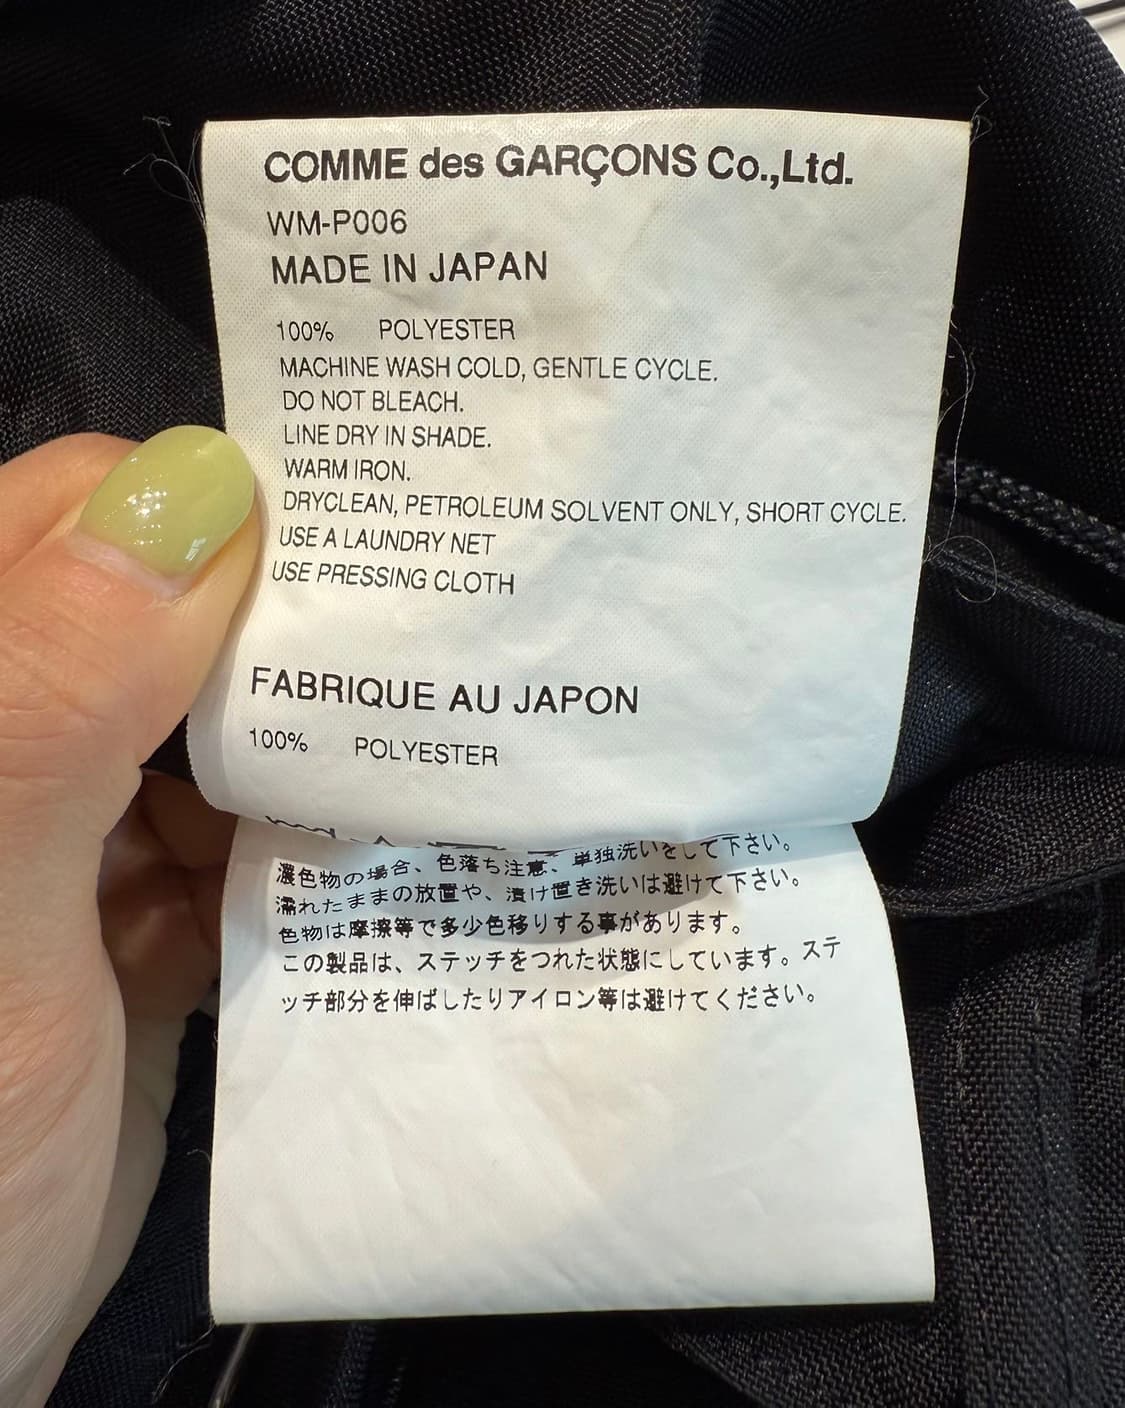 COMME des GARÇONS Co.,Ltd.
WM-P006
MADE IN JAPAN
100% POLYESTER
MACHINE WASH COLD, GENTLE CYCLE.
DO NOT BLEACH.
LINE DRY IN SHADE.
WARM IRON.
DRYCLEAN, PETROLEUM SOLVENT ONLY, SHORT CYCLE.
USE A LAUNDRY NET
USE PRESSING CLOTH
FABRIQUE AU JAPON
100% POLYESTER
濃色物の場合、色落ち注意、単独洗いをして下さい。
濡れたままの放置や、漬け置き洗いは避けて下さい。
色物は摩擦等で多少色移りする事があります。
この製品は、ステッチをつれた状態にしています。ステ
ッチ部分を伸ばしたりアイロン等は避けてください。